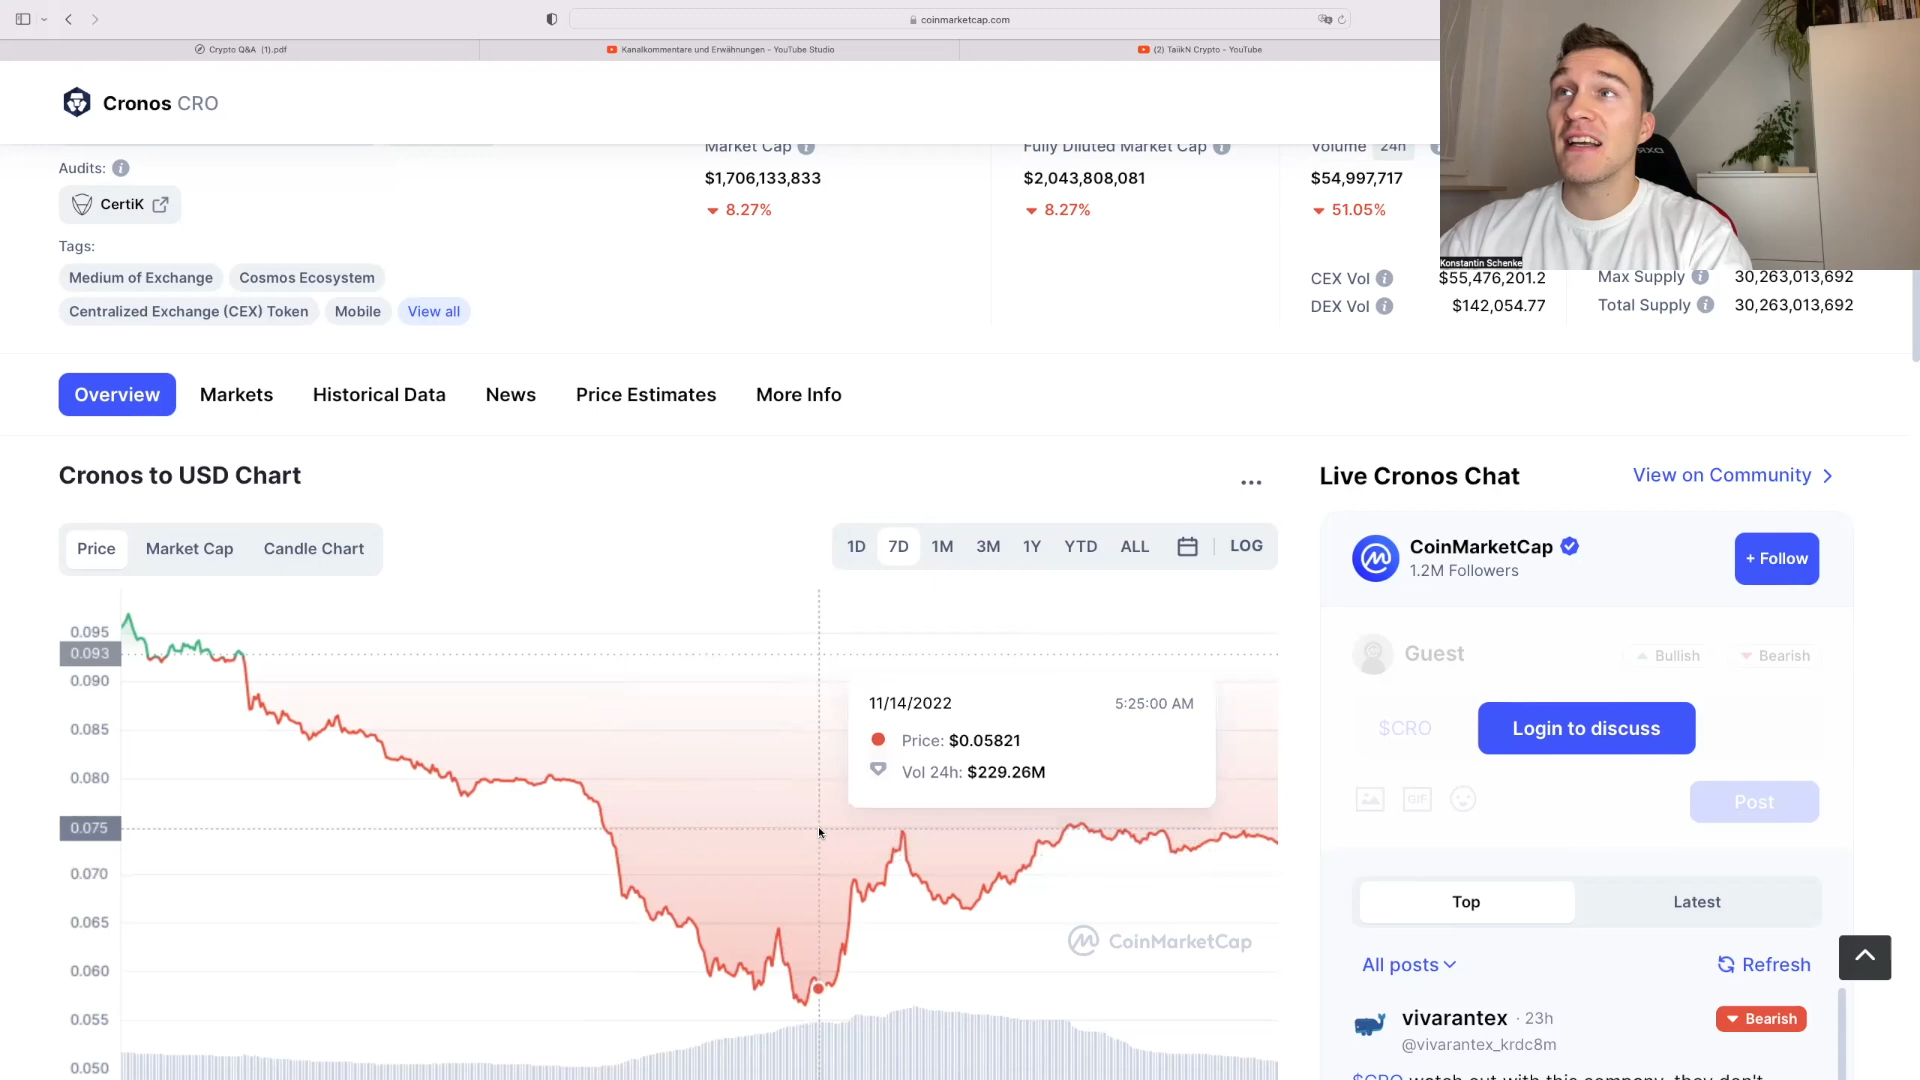 coinmarketcap.com
Crypto Q&A (1).pdf
Kanalkommentare und Erwähnungen - YouTube Studio
(2) TaiikN Crypto - YouTube
Cronos CRO
Audits:
CertiK
Tags:
Medium of Exchange
Cosmos Ecosystem
Centralized Exchange (CEX) Token
Mobile
View all
Market Cap
$1,706,133,833
8.27%
Fully Diluted Market Cap
$2,043,808,081
8.27%
Volume 24h
$54,997,717
51.05%
CEX Vol $55,476,201.2
DEX Vol $142,054.77
Konstantin Schenke
Max Supply 30,263,013,692
Total Supply 30,263,013,692
Overview
Markets
Historical Data
News
Price Estimates
More Info
Cronos to USD Chart
Price
Market Cap
Candle Chart
1D
7D
1M
3M
1Y
YTD
ALL
LOG
0.095
0.093
0.090
0.085
0.080
0.075
0.070
0.065
0.060
0.055
0.050
11/14/2022 5:25:00 AM
Price: $0.05821
Vol 24h: $229.26M
CoinMarketCap
Live Cronos Chat
View on Community
CoinMarketCap
1.2M Followers
+ Follow
Guest
Bullish
Bearish
$CRO
Login to discuss
GIF
Post
Top
Latest
All posts
Refresh
vivarantex · 23h
Bearish
@vivarantex_krdc8m
$CRO watch out with this company, they don't